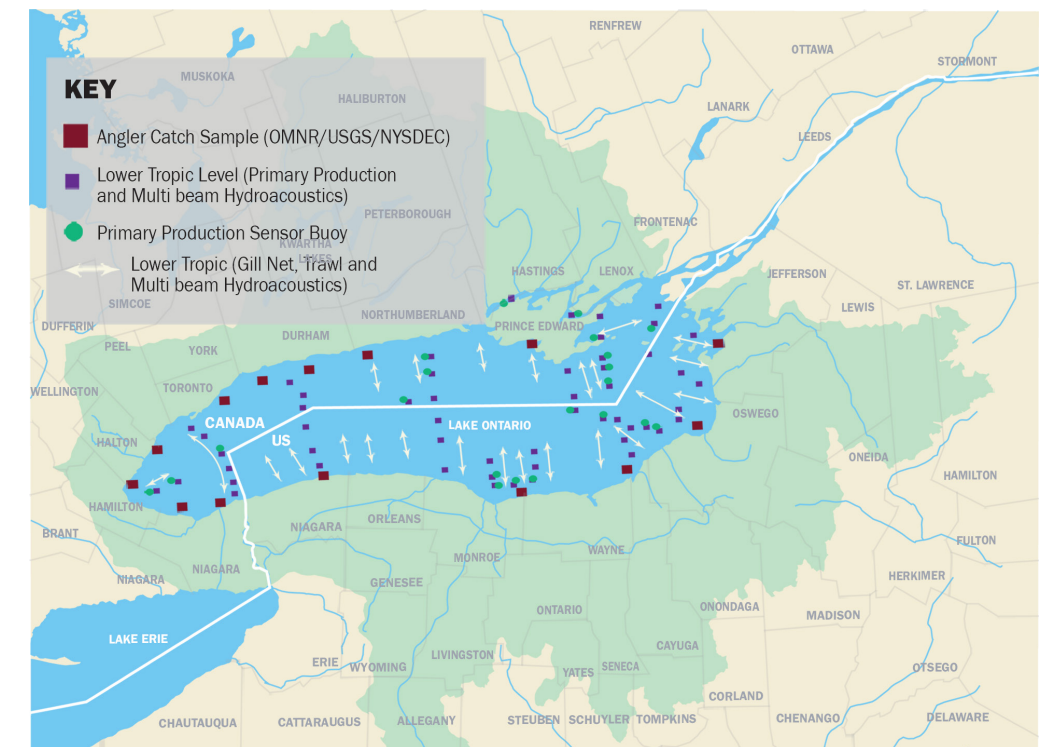 RENFREW
OTTAWA
STORMONT
MUSKOKA
KEY
HALIBURTON
LANARK
Angler Catch Sample (OMNR/USGS/NYSDEC)
LEEDS
Lower Tropic Level (Primary Production
and Multi beam Hydroacoustics)
PETERBOROUGH
FRONTENAC
Primary Production Sensor Buoy
KWARTHA
LAKES
Lower Tropic (Gill Net, Trawl and
Multi beam Hydroacoustics)
HASTINGS
LENOX
JEFFERSON
ST. LAWRENCE
SIMCOE
LEWIS
DUFFERIN
NORTHUMBERLAND
PRINCE EDWARD
DURHAM
PEEL
YORK
WELLINGTON
TORONTO
OSWEGO
CANADA
US
LAKE ONTARIO
HALTON
ONEIDA
HAMILTON
HAMILTON
ORLEANS
NIAGARA
BRANT
FULTON
WAYNE
MONROE
NIAGARA
NIAGARA
GENESEE
HERKIMER
ONTARIO
ONONDAGA
MADISON
LAKE ERIE
CAYUGA
LIVINGSTON
ERIE
WYOMING
YATES
SENECA
OTSEGO
CORLAND
CHAUTAUQUA
CATTARAUGUS
ALLEGANY
STEUBEN
SCHUYLER
TOMPKINS
CHENANGO
DELAWARE